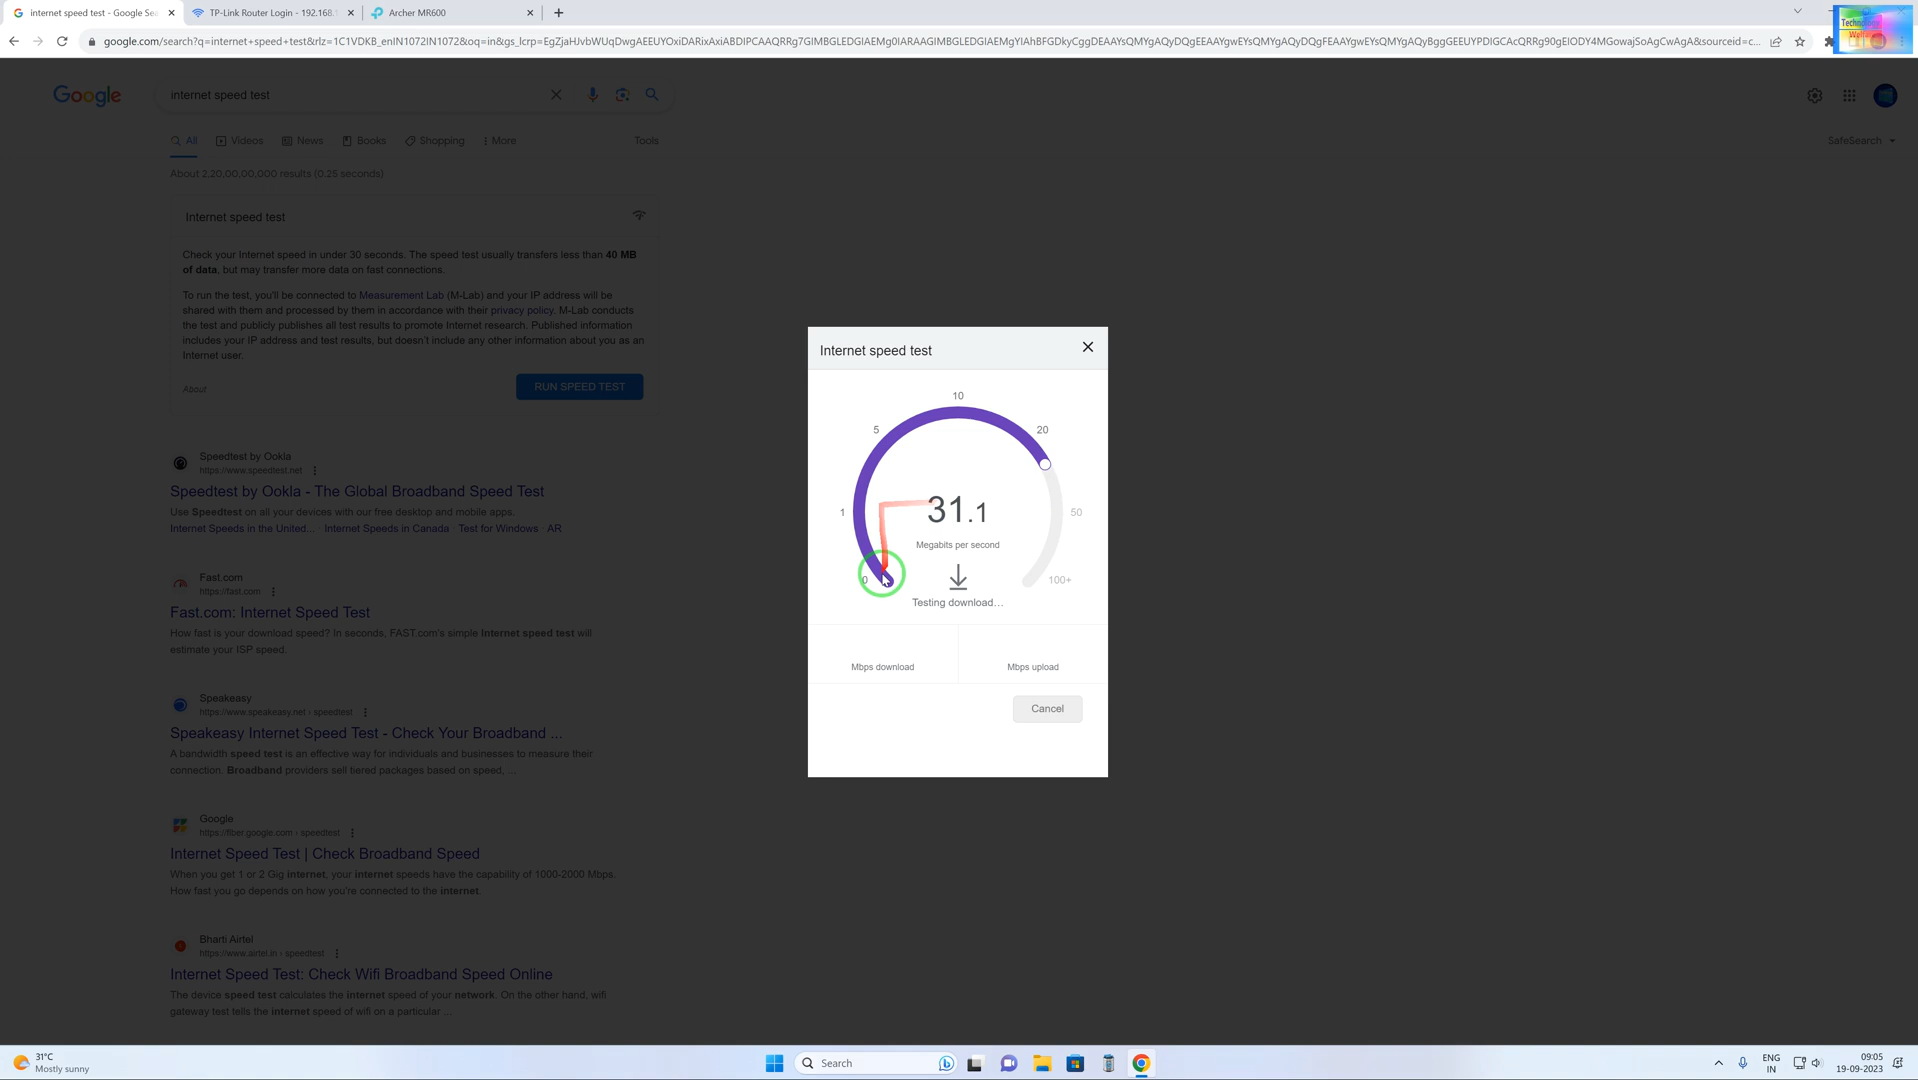 internet speed test - Google Sea
TP-Link Router Login - 192.168.1
Archer MR600
Technology
google.com/search?q=internet+speed+test&rlz=1C1VDKB_enIN1072IN1072&oq=in&gs_lcrp=
Google
internet speed test
All
Videos
News
Books
Shopping
More
Tools
SafeSearch
About 2,20,00,00,000 results (0.25 seconds)
Internet speed test
Check your Internet speed in under 30 seconds. The speed test usually transfers less than 40 MB
of data, but may transfer more data on fast connections.
To run the test, you'll be connected to Measurement Lab (M-Lab) and your IP address will be
shared with them and processed by them in accordance with their privacy policy. M-Lab conducts
the test and publicly publishes all test results to promote Internet research. Published information
includes your IP address and test results, but doesn't include any other information about you as an
Internet user.
About
RUN SPEED TEST
Speedtest by Ookla
https://www.speedtest.net
Speedtest by Ookla - The Global Broadband Speed Test
Use Speedtest on all your devices with our free desktop and mobile apps.
Internet Speeds in the United... · Internet Speeds in Canada · Test for Windows · AR
Fast.com
https://fast.com
Fast.com: Internet Speed Test
How fast is your download speed? In seconds, FAST.com's simple Internet speed test will
estimate your ISP speed.
Speakeasy
https://www.speakeasy.net › speedtest
Speakeasy Internet Speed Test - Check Your Broadband ...
A bandwidth speed test is an effective way for individuals and businesses to measure their
connection. Broadband providers sell tiered packages based on speed, ...
Google
https://fiber.google.com › speedtest
Internet Speed Test | Check Broadband Speed
When you get 1 or 2 Gig internet, your internet speeds have the capability of 1000-2000 Mbps.
How fast you go depends on how you're connected to the internet.
Bharti Airtel
https://www.airtel.in › speedtest
Internet Speed Test: Check Wifi Broadband Speed Online
The device speed test calculates the internet speed of your network. On the other hand, wifi
gateway test tells the internet speed of wifi on a particular ...
Internet speed test
10
5
20
1
31.1
50
Megabits per second
0
100+
Testing download...
Mbps download
Mbps upload
Cancel
31°C
Mostly sunny
Search
ENG
IN
09:05
19-09-2023